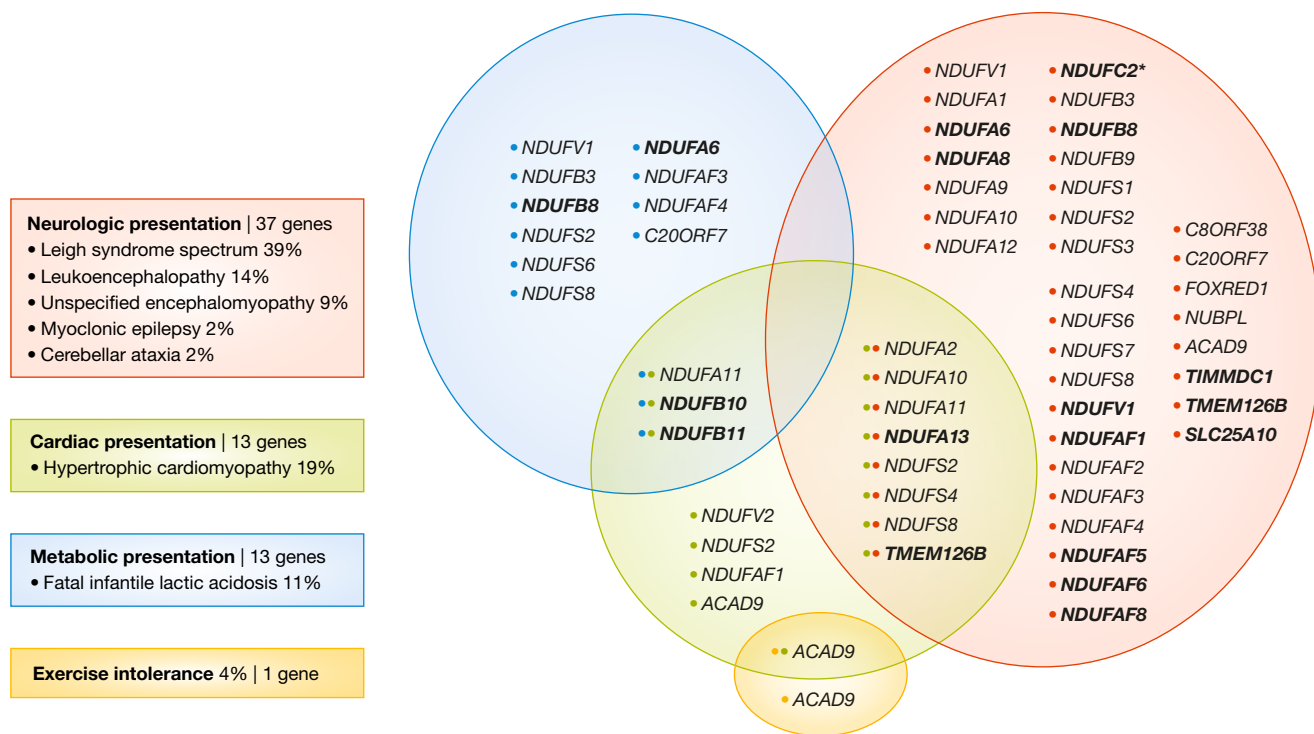 Neurologic presentation | 37 genes
• Leigh syndrome spectrum 39%
• Leukoencephalopathy 14%
• Unspecified encephalomyopathy 9%
• Myoclonic epilepsy 2%
• Cerebellar ataxia 2%
Cardiac presentation | 13 genes
• Hypertrophic cardiomyopathy 19%
Metabolic presentation | 13 genes
• Fatal infantile lactic acidosis 11%
Exercise intolerance 4% | 1 gene
• NDUFV1
• NDUFB3
• NDUFB8
• NDUFS2
• NDUFS6
• NDUFS8
• NDUFA6
• NDUFAF3
• NDUFAF4
• C20ORF7
•• NDUFA11
•• NDUFB10
•• NDUFB11
• NDUFV2
• NDUFS2
• NDUFAF1
• ACAD9
•• ACAD9
• ACAD9
•• NDUFA2
•• NDUFA10
•• NDUFA11
•• NDUFA13
•• NDUFS2
•• NDUFS4
•• NDUFS8
•• TMEM126B
• NDUFV1
• NDUFA1
• NDUFA6
• NDUFA8
• NDUFA9
• NDUFA10
• NDUFA12
• NDUFC2*
• NDUFB3
• NDUFB8
• NDUFB9
• NDUFS1
• NDUFS2
• NDUFS3
• NDUFS4
• NDUFS6
• NDUFS7
• NDUFS8
• NDUFV1
• NDUFAF1
• NDUFAF2
• NDUFAF3
• NDUFAF4
• NDUFAF5
• NDUFAF6
• NDUFAF8
• C8ORF38
• C20ORF7
• FOXRED1
• NUBPL
• ACAD9
• TIMMDC1
• TMEM126B
• SLC25A10